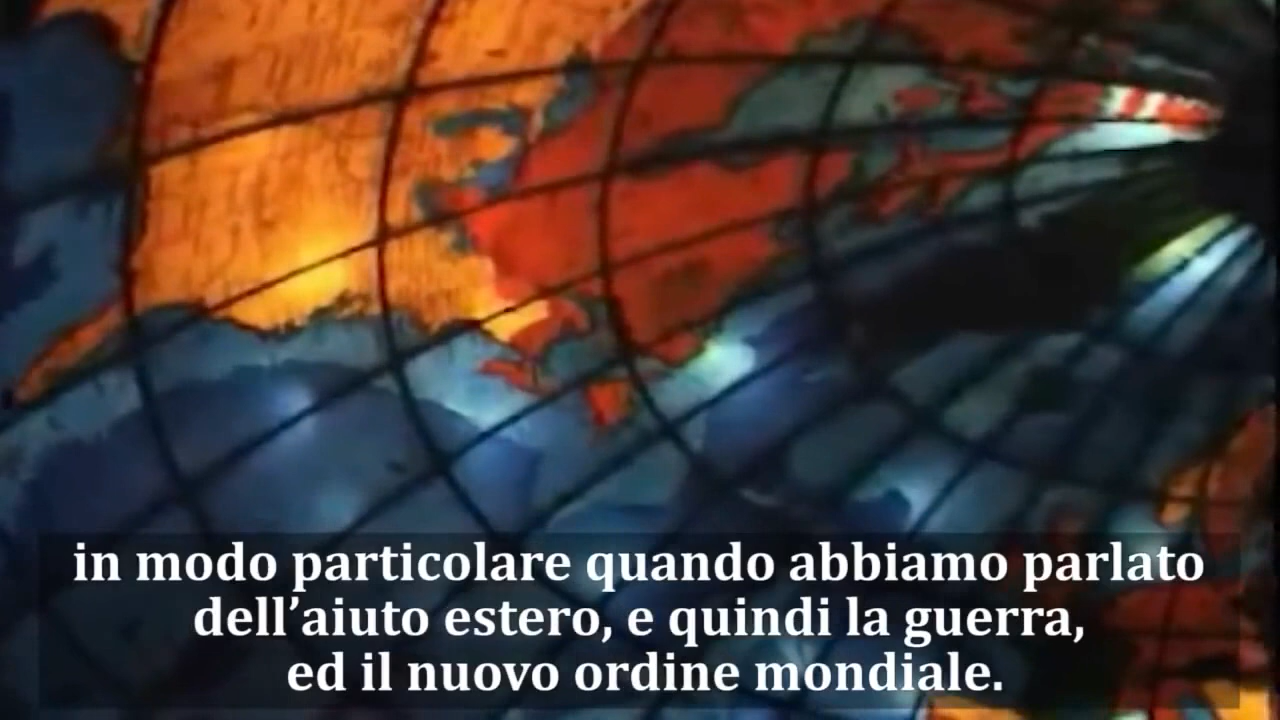 in modo particolare quando abbiamo parlato
dell’aiuto estero, e quindi la guerra,
ed il nuovo ordine mondiale.